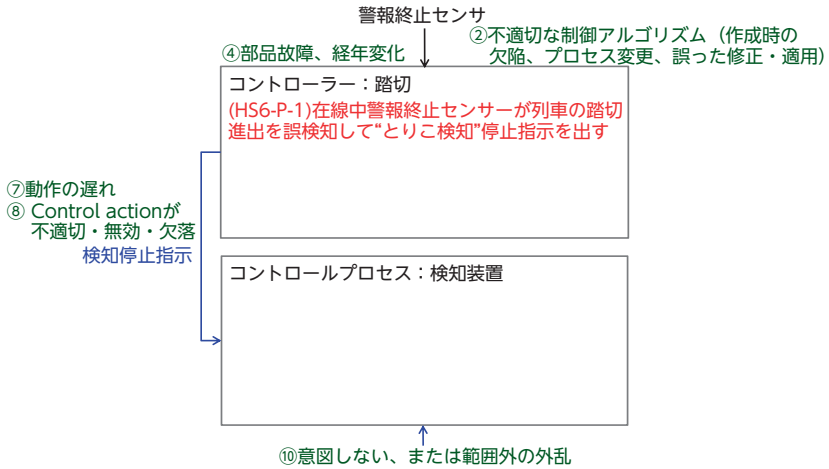 警報終止センサ
②不適切な制御アルゴリズム（作成時の
欠陥、プロセス変更、誤った修正・適用)
④部品故障、経年変化
コントローラー：踏切
(HS6-P-1)在線中警報終止センサーが列車の踏切
進出を誤検知して“とりこ検知”停止指示を出す
⑦動作の遅れ
⑧ Control actionが
不適切・無効・欠落
検知停止指示
コントロールプロセス：検知装置
⑩意図しない、または範囲外の外乱